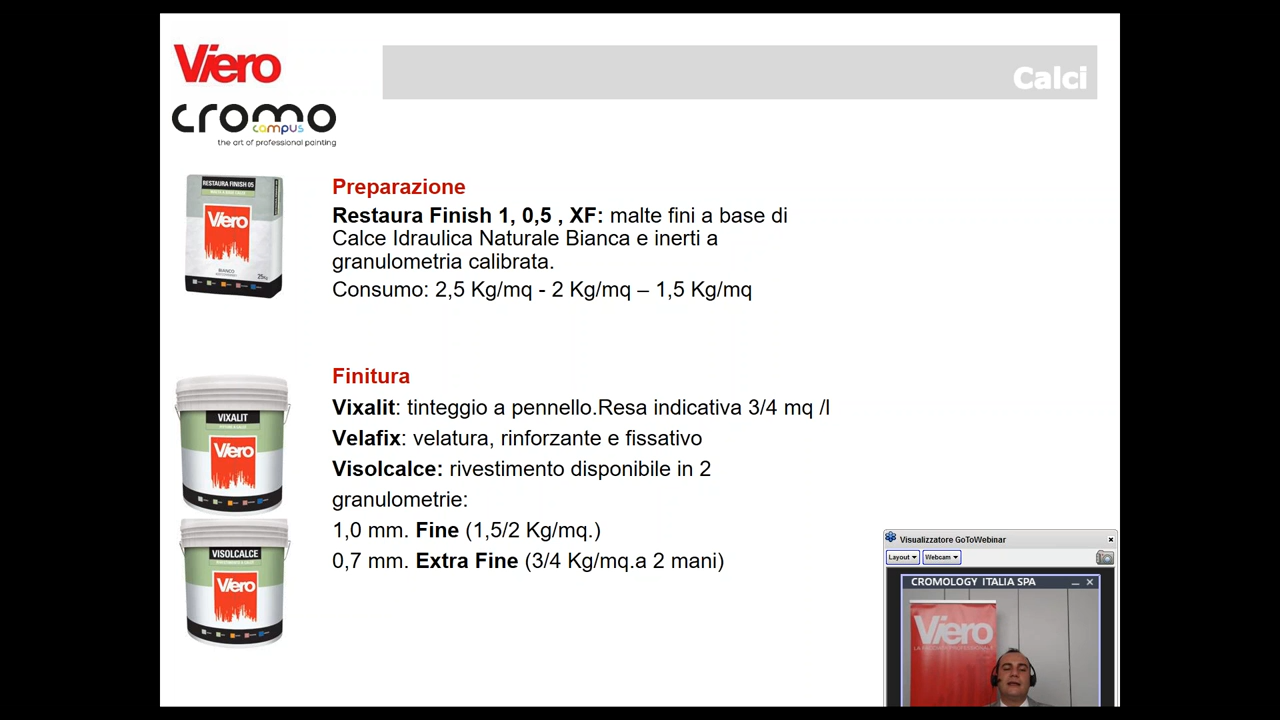 Viero
cromo
campus
the art of professional painting
Calci
RESTAURA FINISH 05
Viero
BIANCO
25kg
Preparazione
Restaura Finish 1, 0,5 , XF: malte fini a base di
Calce Idraulica Naturale Bianca e inerti a
granulometria calibrata.
Consumo: 2,5 Kg/mq - 2 Kg/mq – 1,5 Kg/mq
VIXALIT
Viero
Finitura
Vixalit: tinteggio a pennello.Resa indicativa 3/4 mq /l
Velafix: velatura, rinforzante e fissativo
Visolcalce: rivestimento disponibile in 2
granulometrie:
1,0 mm. Fine (1,5/2 Kg/mq.)
0,7 mm. Extra Fine (3/4 Kg/mq.a 2 mani)
VISOLCALCE
Viero
Visualizzatore GoToWebinar
Layout
Webcam
CROMOLOGY ITALIA SPA
Viero